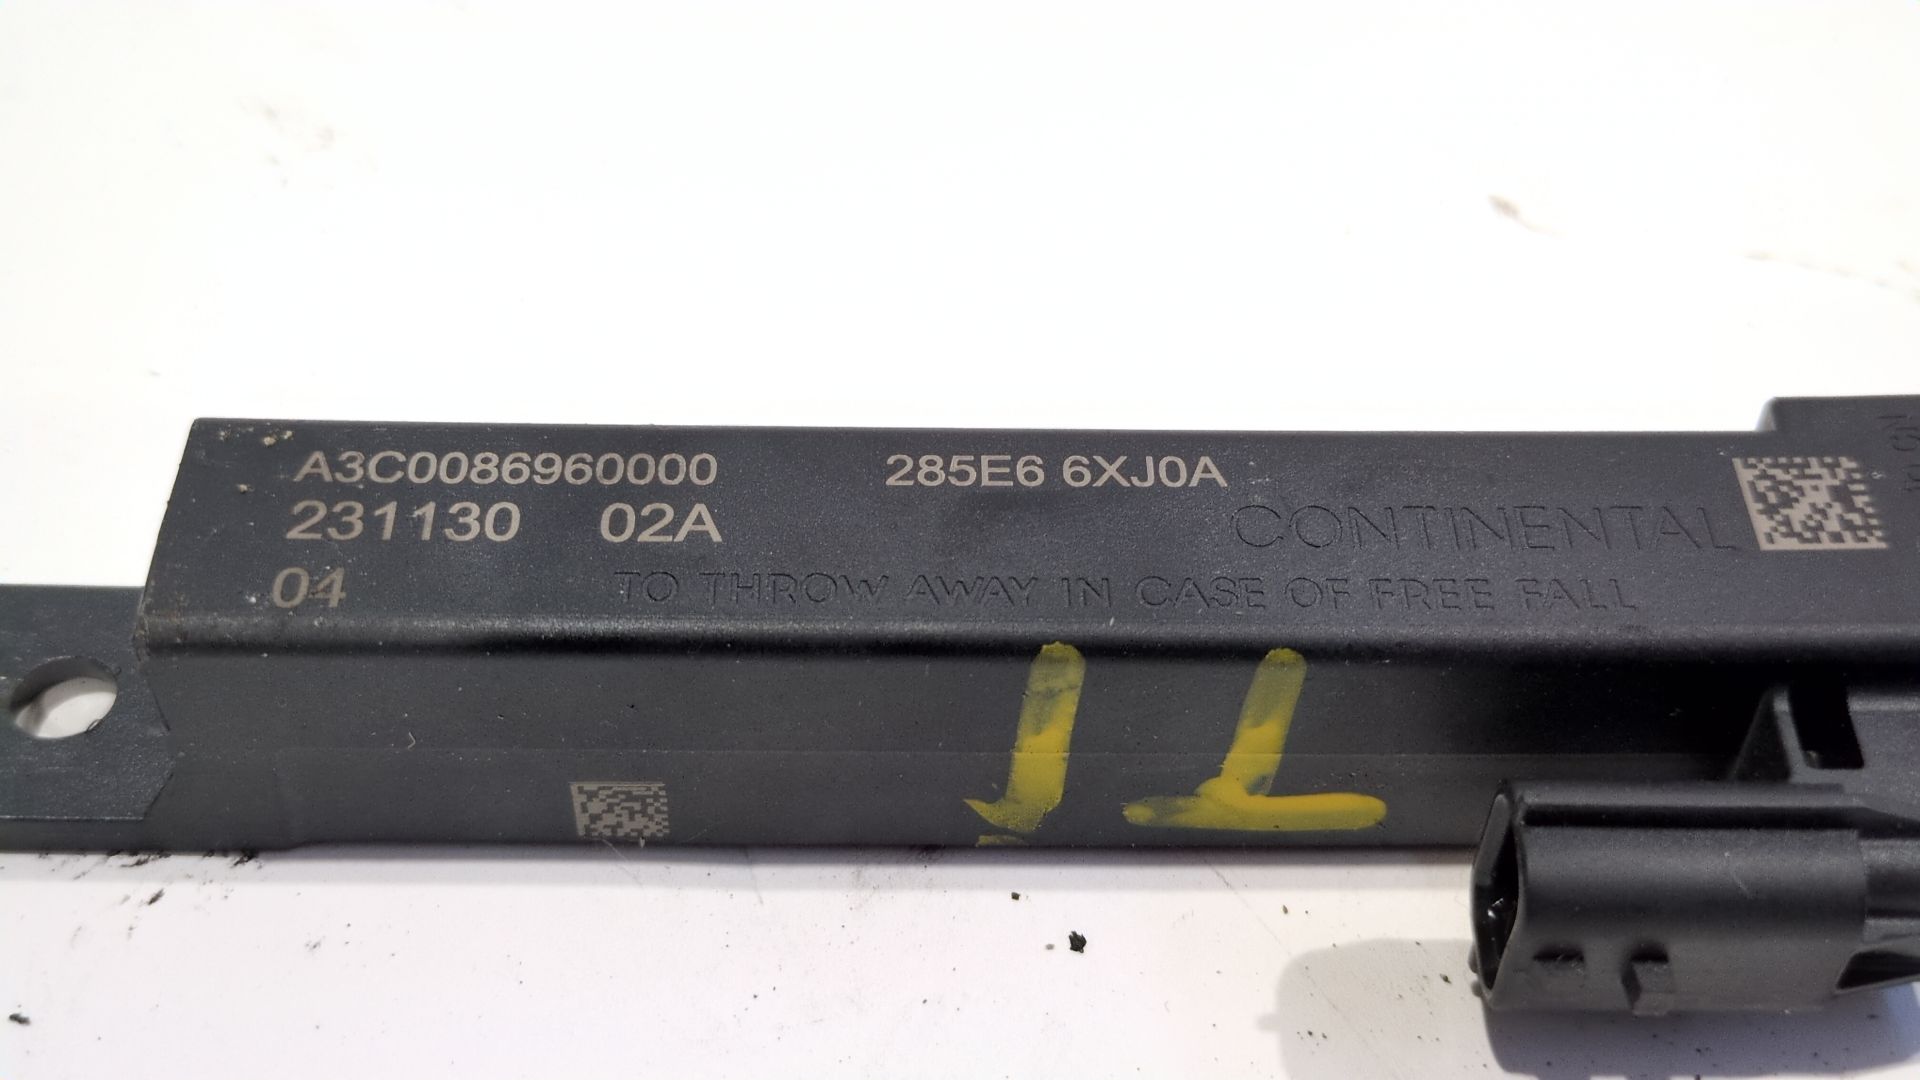 A3C0086960000 285E6 6XJ0A
231130 02A CONTINENTAL
04 TO THROW AWAY IN CASE OF FREE FALL